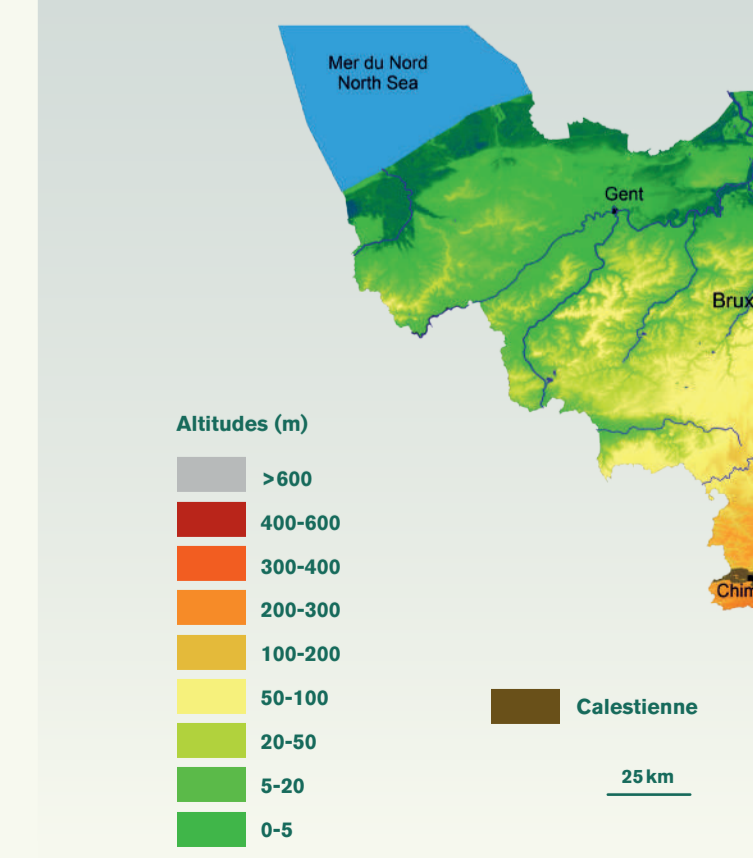 Mer du Nord
North Sea
Gent
Brux
Altitudes (m)
>600
400-600
300-400
200-300
100-200
50-100
20-50
5-20
0-5
Chim
Calestienne
25 km